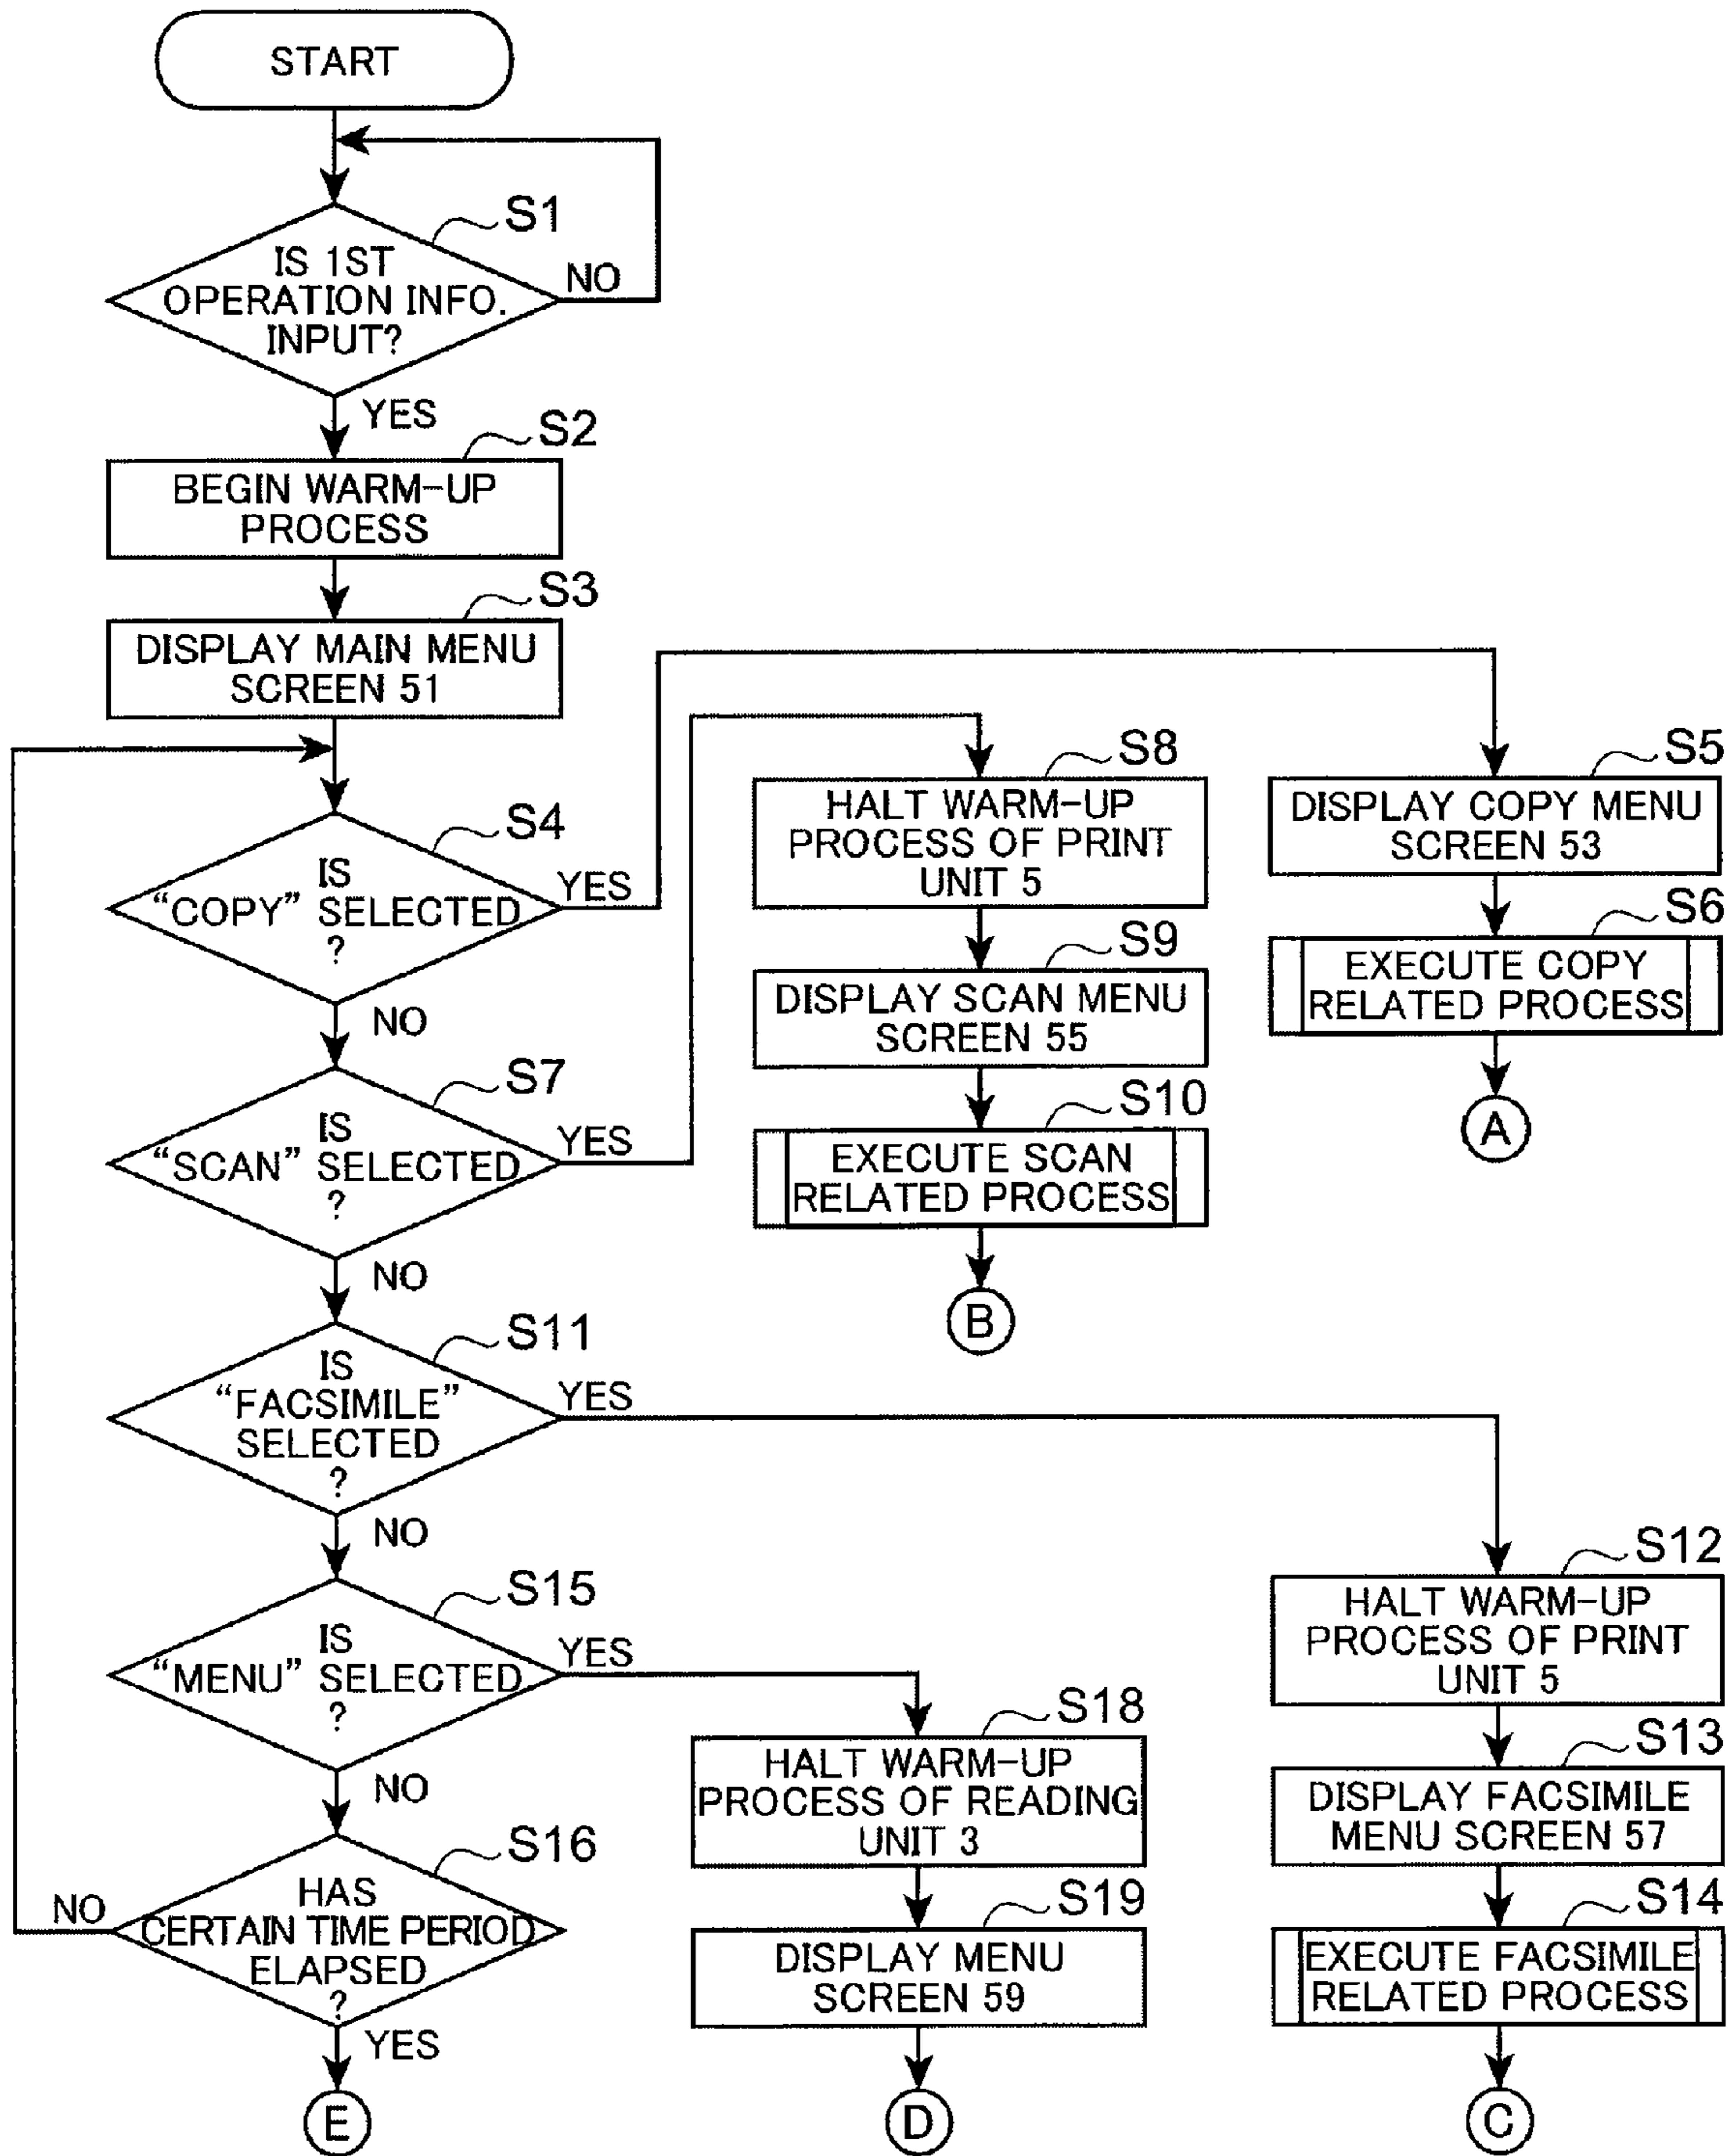 START
S1
IS 1ST
OPERATION INFO.
INPUT?
NO
YES
S2
BEGIN WARM-UP
PROCESS
S3
DISPLAY MAIN MENU
SCREEN 51
S4
IS
“COPY” SELECTED
?
YES
NO
S5
DISPLAY COPY MENU
SCREEN 53
S6
EXECUTE COPY
RELATED PROCESS
A
S7
IS
“SCAN” SELECTED
?
YES
NO
S8
HALT WARM-UP
PROCESS OF PRINT
UNIT 5
S9
DISPLAY SCAN MENU
SCREEN 55
S10
EXECUTE SCAN
RELATED PROCESS
B
S11
IS
“FACSIMILE”
SELECTED
?
YES
NO
S12
HALT WARM-UP
PROCESS OF PRINT
UNIT 5
S13
DISPLAY FACSIMILE
MENU SCREEN 57
S14
EXECUTE FACSIMILE
RELATED PROCESS
C
S15
IS
“MENU” SELECTED
?
YES
NO
S18
HALT WARM-UP
PROCESS OF READING
UNIT 3
S19
DISPLAY MENU
SCREEN 59
D
S16
HAS
CERTAIN TIME PERIOD
ELAPSED
?
NO
YES
E